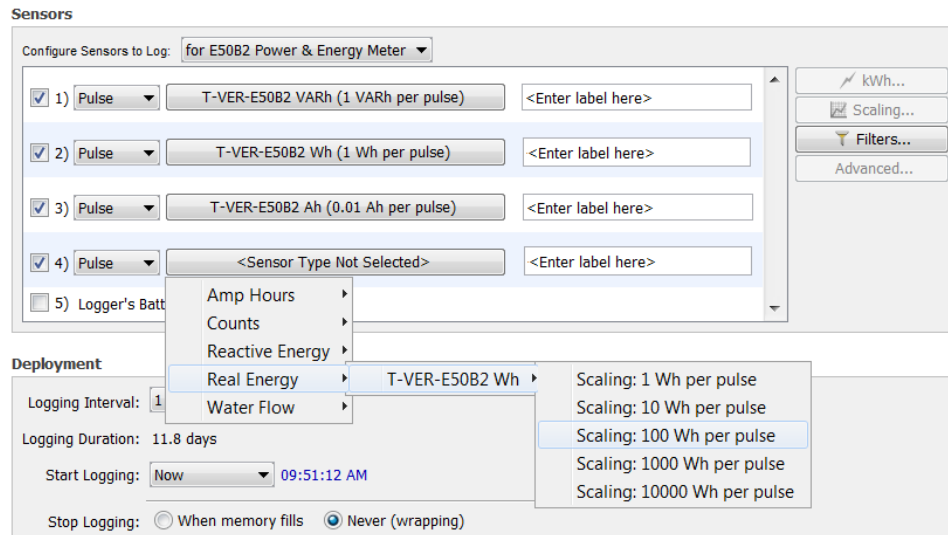 Sensors
Configure Sensors to Log: for E50B2 Power & Energy Meter
1) Pulse T-VER-E50B2 VARh (1 VARh per pulse) <Enter label here>
kWh...
Scaling...
2) Pulse T-VER-E50B2 Wh (1 Wh per pulse) <Enter label here>
Filters...
Advanced...
3) Pulse T-VER-E50B2 Ah (0.01 Ah per pulse) <Enter label here>
4) Pulse <Sensor Type Not Selected> <Enter label here>
5) Logger's Batt
Amp Hours
Counts
Reactive Energy
Real Energy
Water Flow
T-VER-E50B2 Wh
Scaling: 1 Wh per pulse
Scaling: 10 Wh per pulse
Scaling: 100 Wh per pulse
Scaling: 1000 Wh per pulse
Scaling: 10000 Wh per pulse
Deployment
Logging Interval: 1
Logging Duration: 11.8 days
Start Logging: Now 09:51:12 AM
Stop Logging: When memory fills Never (wrapping)